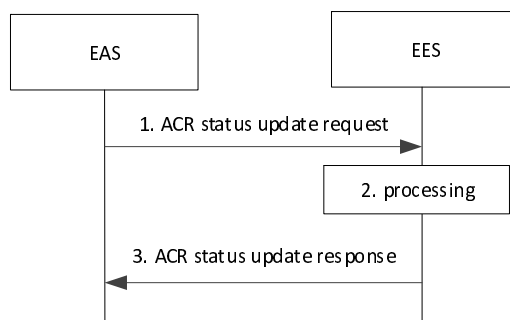 EAS
EES
1. ACR status update request
2. processing
3. ACR status update response